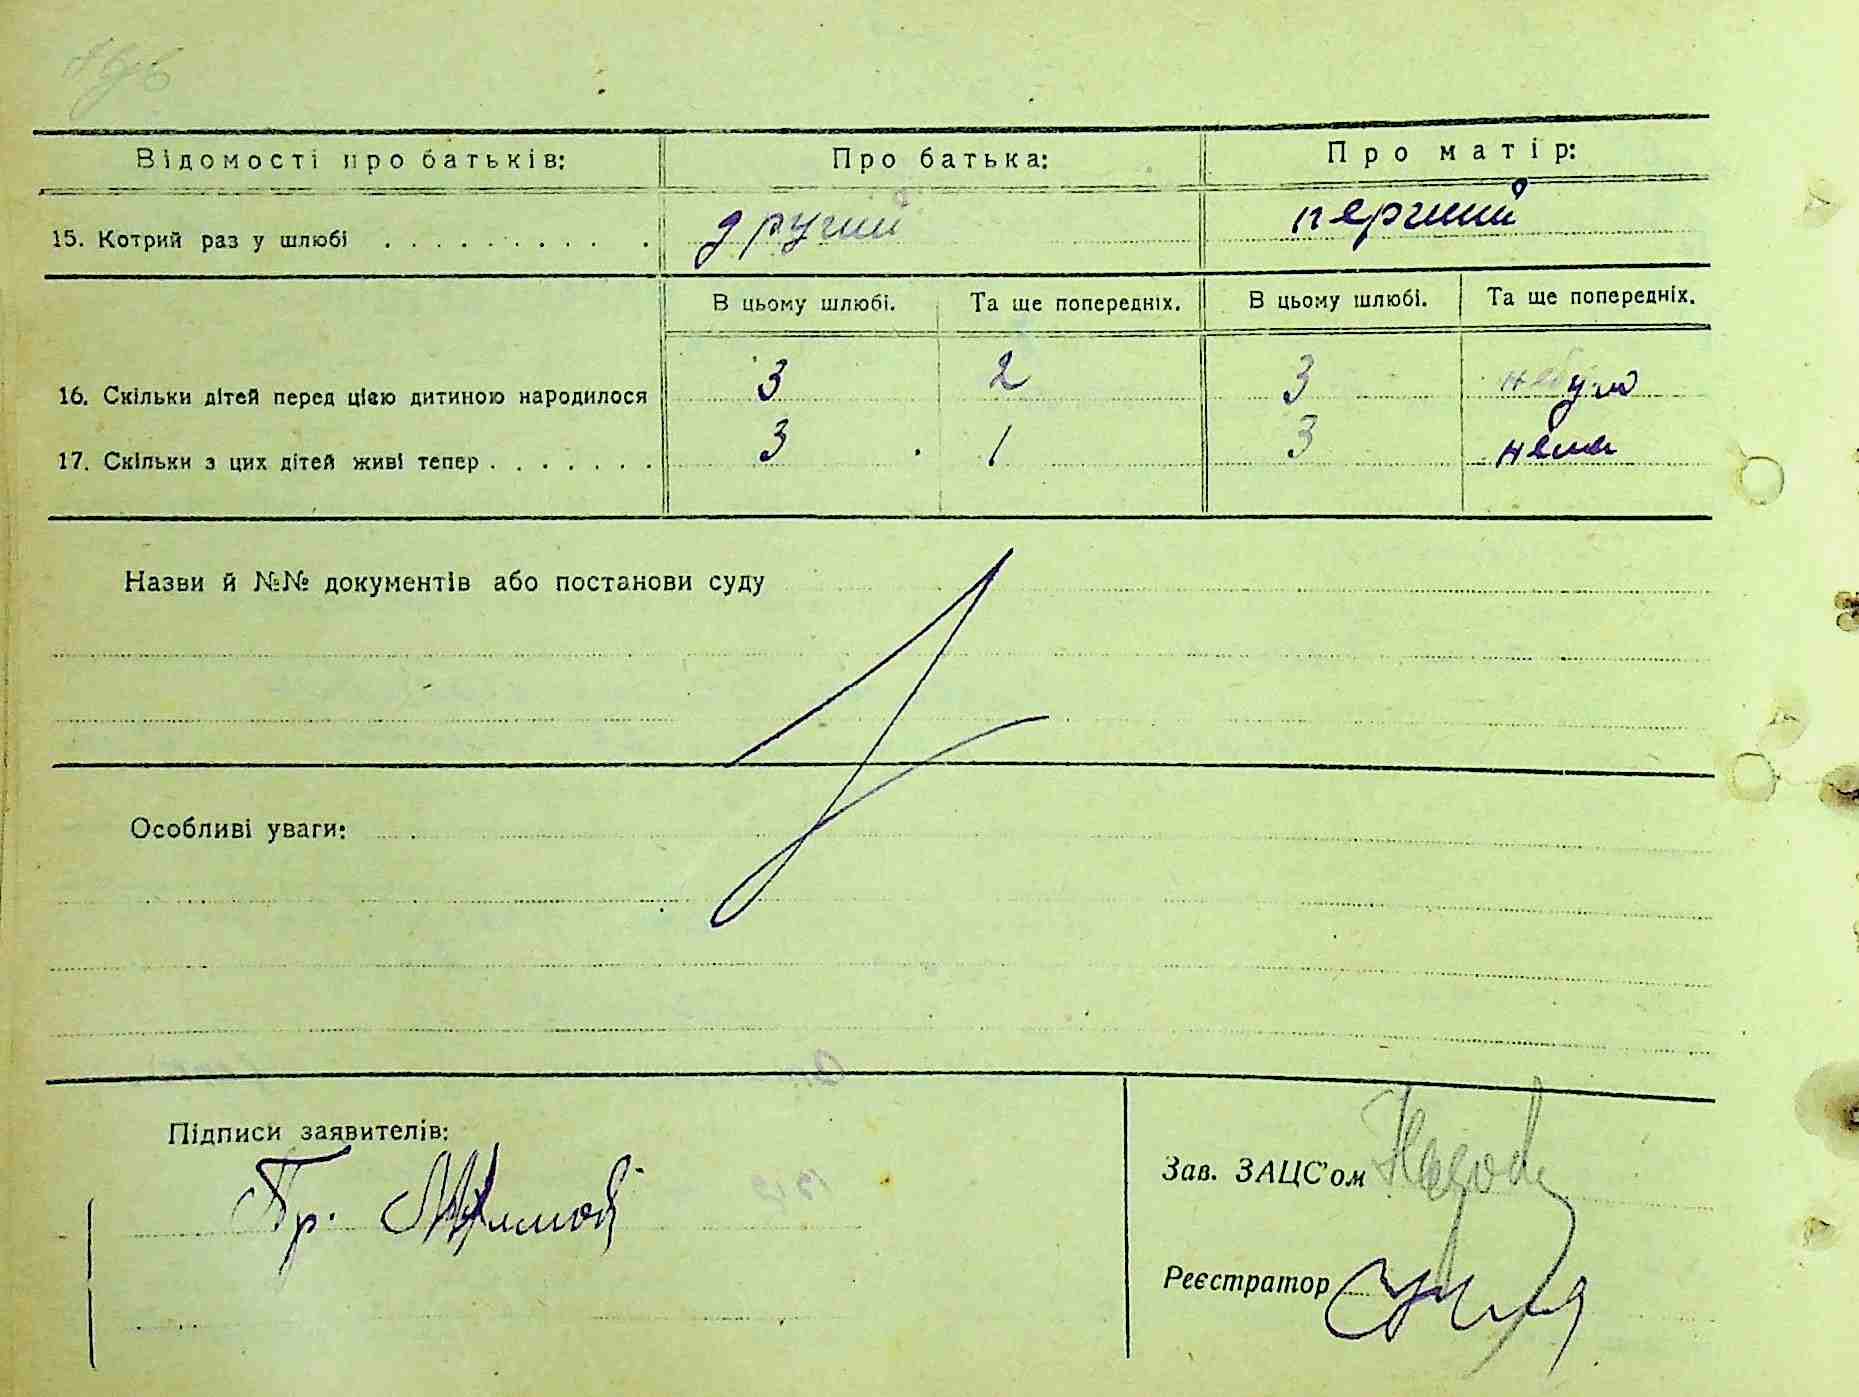 Відомості про батьків: Про батька: Про матір:
15. Котрий раз у шлюбі другий перший
В цьому шлюбі. Та ще попередніх. В цьому шлюбі. Та ще попередніх.
16. Скільки дітей перед цією дитиною народилося 3 2 3 небуло
17. Скільки з цих дітей живі тепер 3 1 3 нема
Назви й №№ документів або постанови суду
Особливі уваги:
Підписи заявителів:
Зав. ЗАЦС'ом
Пр.
Реєстратор